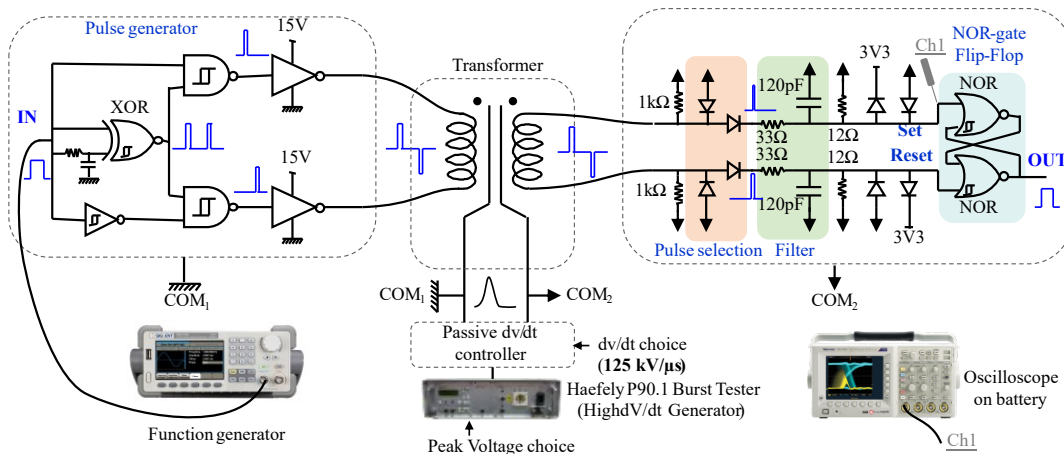 Pulse generator
15V
XOR
IN
15V
COM1
Transformer
COM1
COM2
Passive dv/dt
controller
dv/dt choice
(125 kV/µs)
Haefely P90.1 Burst Tester
(HighdV/dt Generator)
Peak Voltage choice
Function generator
1kΩ
120pF
33Ω
33Ω
12Ω
12Ω
3V3
Ch1
NOR-gate
Flip-Flop
NOR
Set
Reset
OUT
NOR
1kΩ
120pF
3V3
Pulse selection
Filter
COM2
Oscilloscope
on battery
Ch1